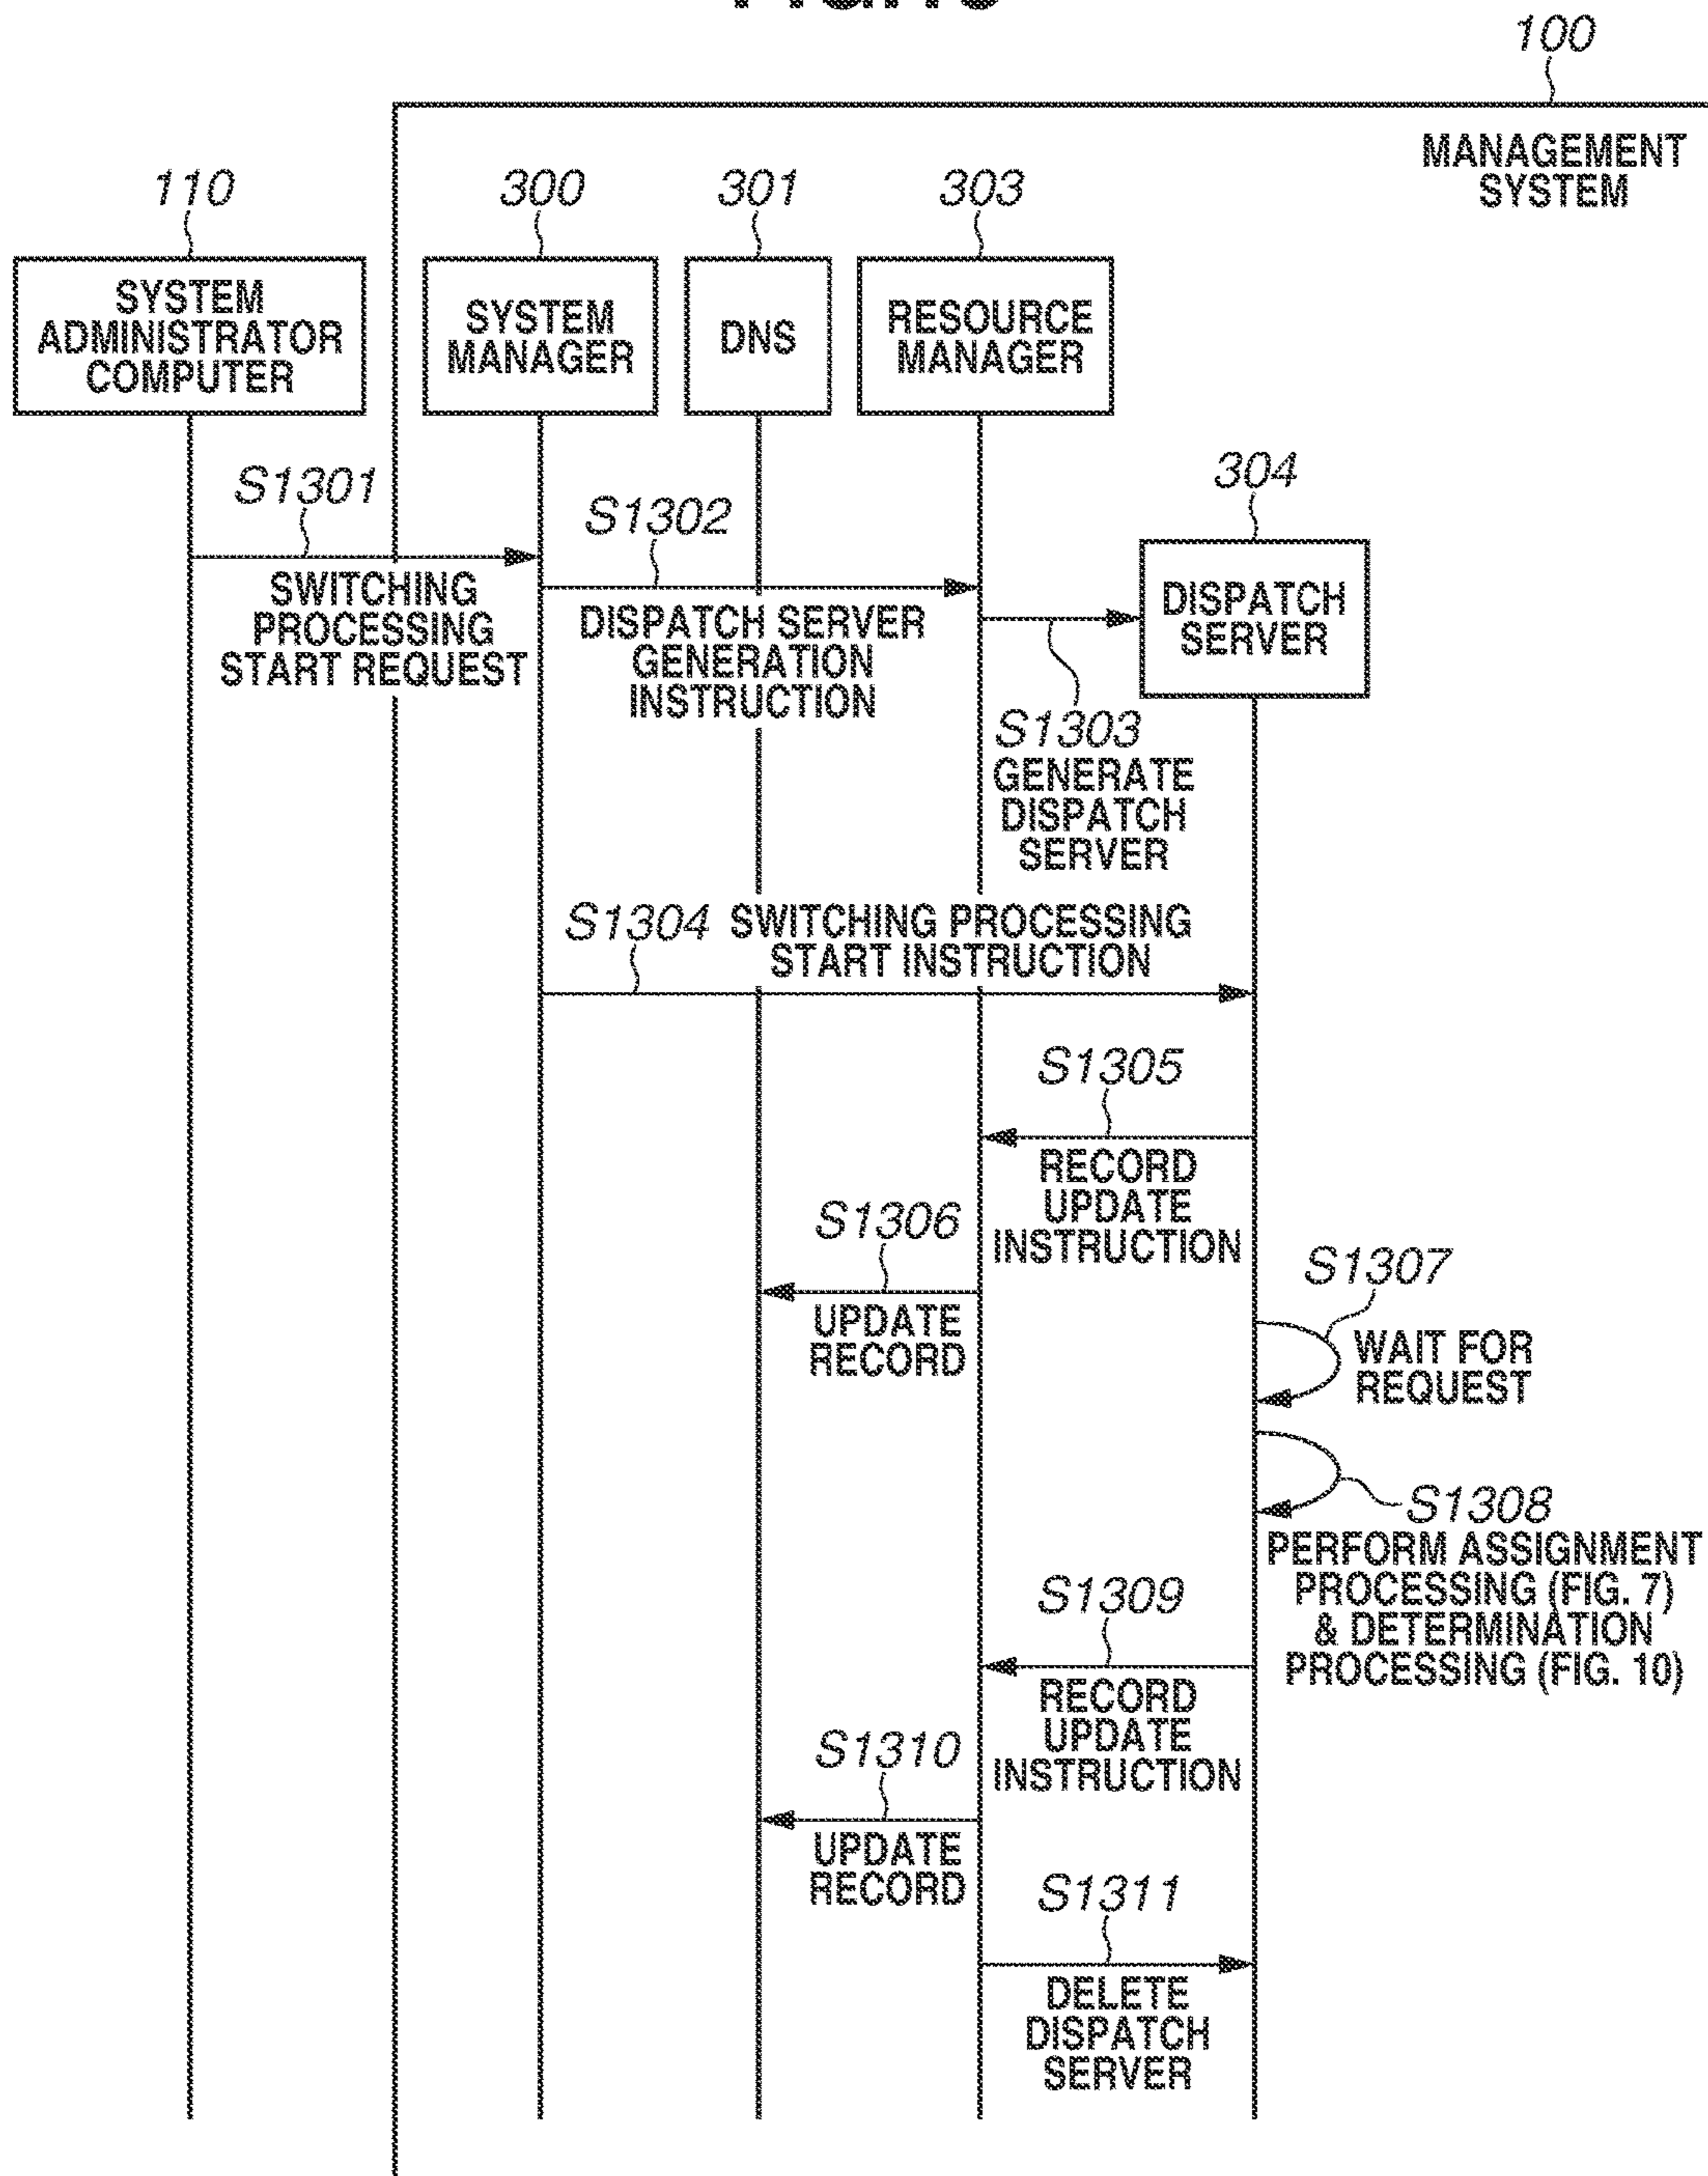 100
MANAGEMENT
SYSTEM
110
300
301
303
SYSTEM
ADMINISTRATOR
COMPUTER
SYSTEM
MANAGER
DNS
RESOURCE
MANAGER
304
DISPATCH
SERVER
S1301
SWITCHING
PROCESSING
START REQUEST
S1302
DISPATCH SERVER
GENERATION
INSTRUCTION
S1303
GENERATE
DISPATCH
SERVER
S1304 SWITCHING PROCESSING
START INSTRUCTION
S1305
RECORD
UPDATE
INSTRUCTION
S1306
UPDATE
RECORD
S1307
WAIT FOR
REQUEST
S1308
PERFORM ASSIGNMENT
PROCESSING (FIG. 7)
& DETERMINATION
PROCESSING (FIG. 10)
S1309
RECORD
UPDATE
INSTRUCTION
S1310
UPDATE
RECORD
S1311
DELETE
DISPATCH
SERVER